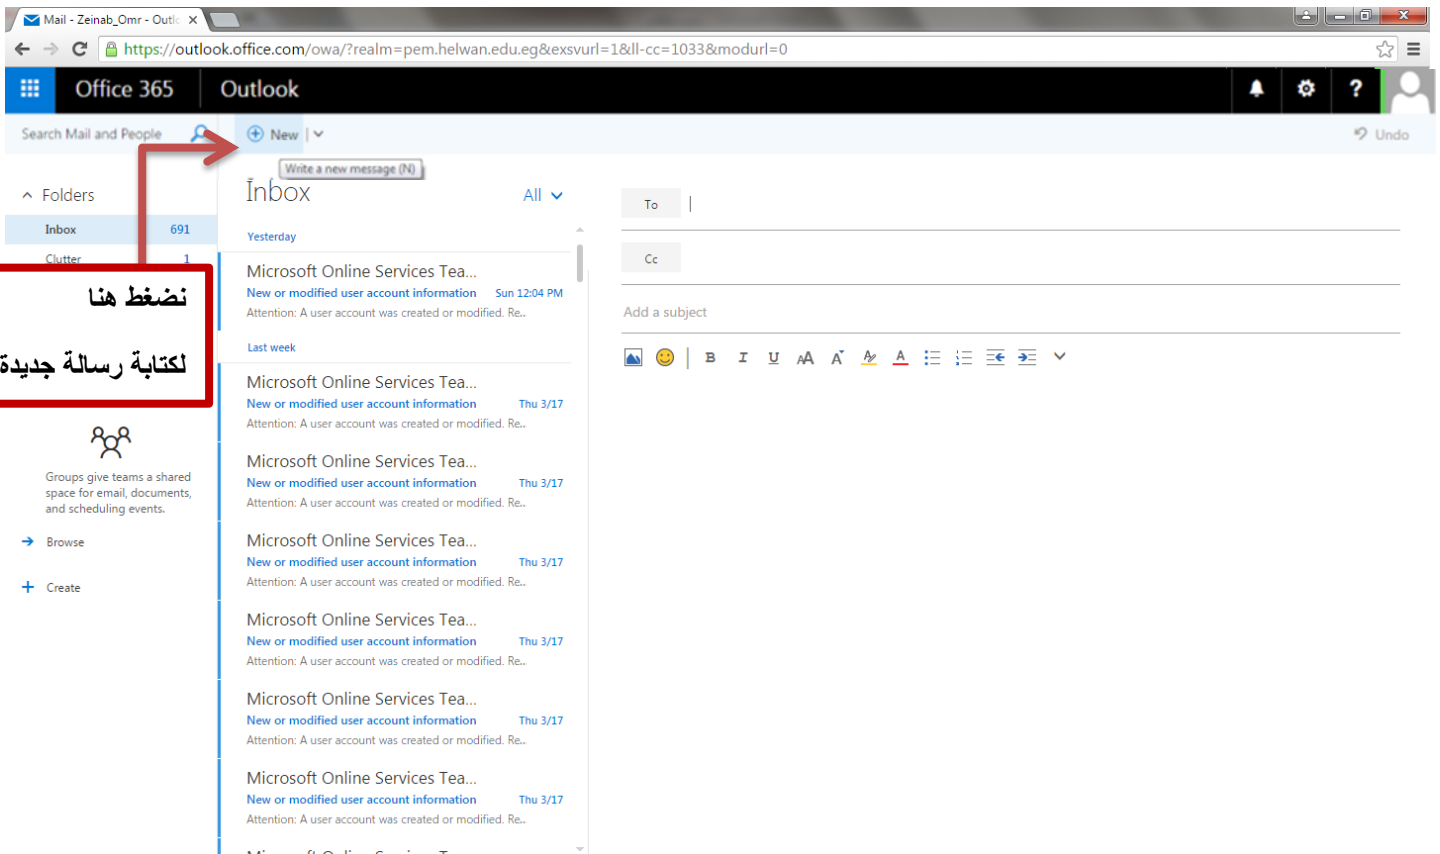 Mail - Zeinab_Omr - Outlo
https://outlook.office.com/owa/?realm=pem.helwan.edu.eg&exsvurl=1&ll-cc=1033&modurl=0
Office 365 Outlook ?
Search Mail and People New Undo
Write a new message (N)
Folders
Inbox 691
Clutter 1
نضغط هنا
لكتابة رسالة جديدة
Groups give teams a shared
space for email, documents,
and scheduling events.
Browse
Create
Inbox All
Yesterday
Microsoft Online Services Tea...
New or modified user account information Sun 12:04 PM
Attention: A user account was created or modified. Re..
Last week
Microsoft Online Services Tea...
New or modified user account information Thu 3/17
Attention: A user account was created or modified. Re..
Microsoft Online Services Tea...
New or modified user account information Thu 3/17
Attention: A user account was created or modified. Re..
Microsoft Online Services Tea...
New or modified user account information Thu 3/17
Attention: A user account was created or modified. Re..
Microsoft Online Services Tea...
New or modified user account information Thu 3/17
Attention: A user account was created or modified. Re..
Microsoft Online Services Tea...
New or modified user account information Thu 3/17
Attention: A user account was created or modified. Re..
Microsoft Online Services Tea...
New or modified user account information Thu 3/17
Attention: A user account was created or modified. Re..
To
Cc
Add a subject
B I U AA A A A